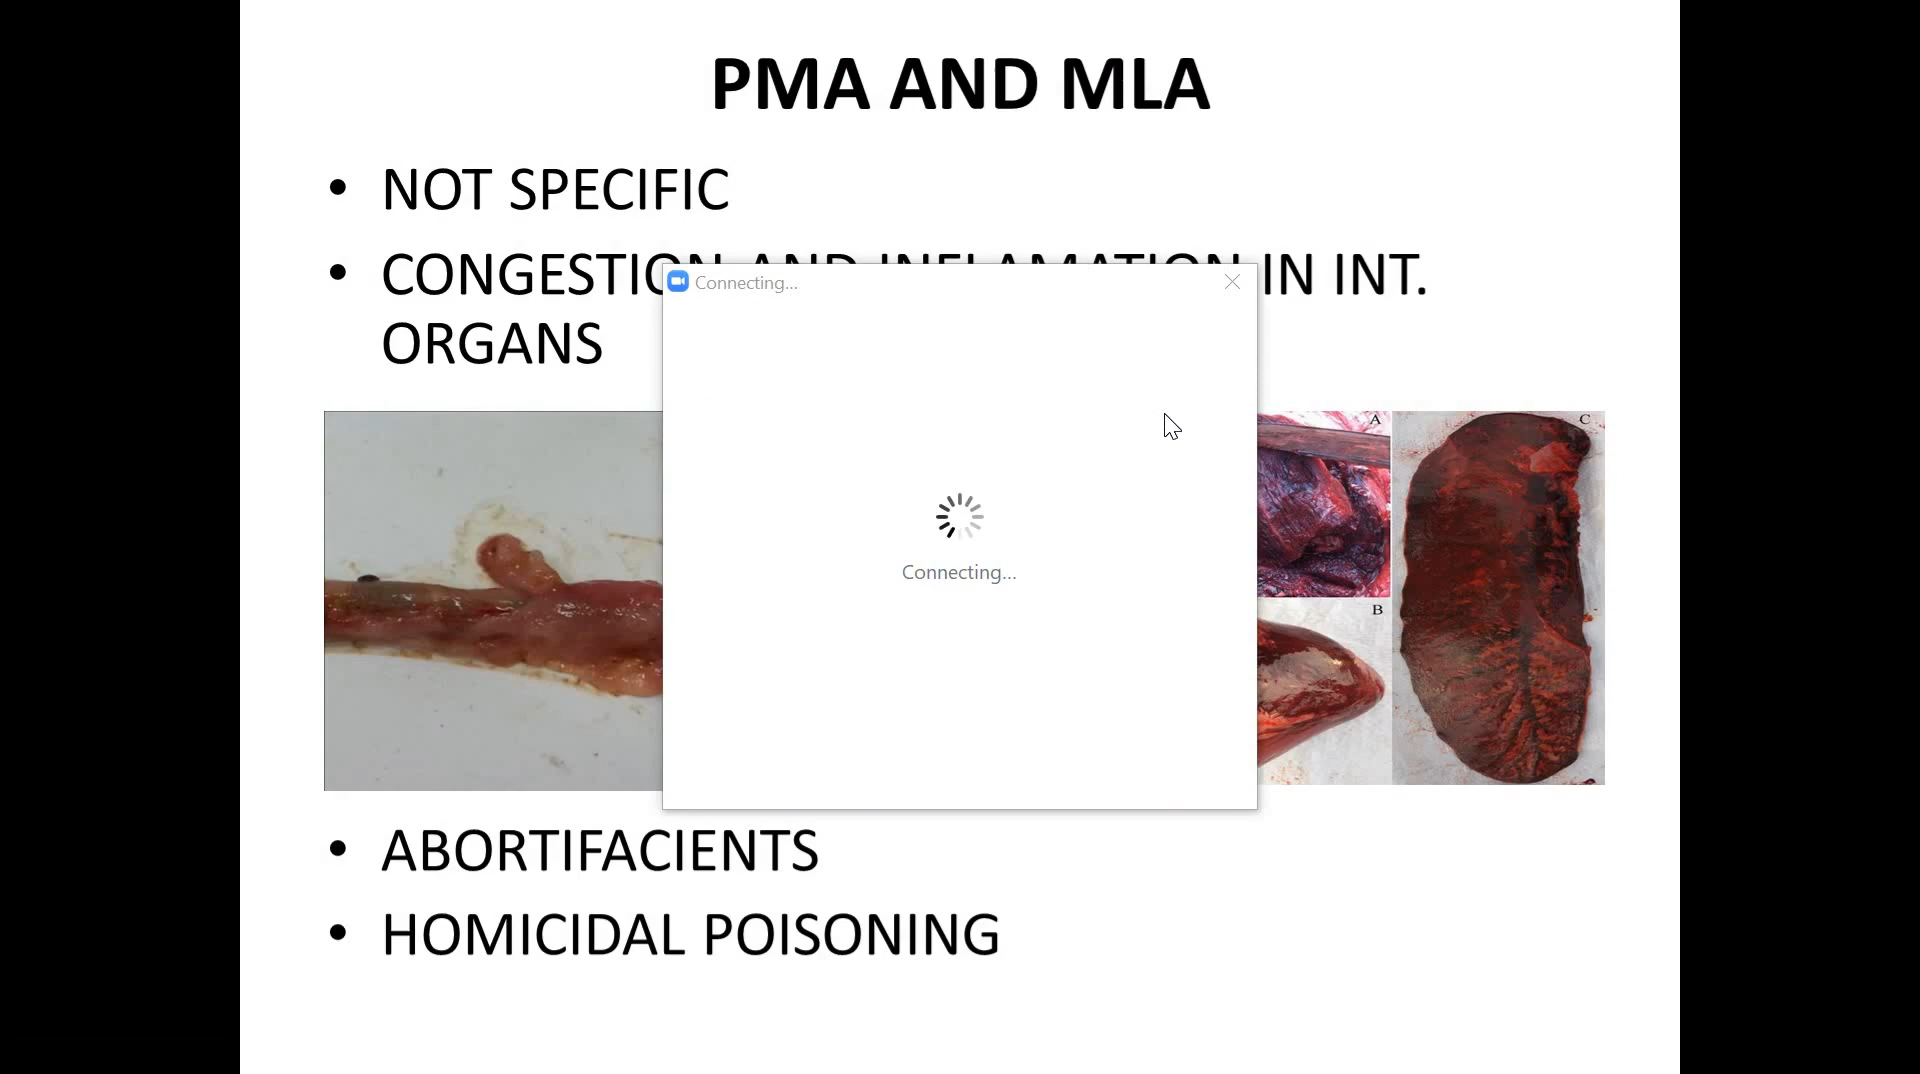 PMA AND MLA
• NOT SPECIFIC
• CONGESTION AND INFLAMATION IN INT.
ORGANS
Connecting...
Connecting...
A
C
B
• ABORTIFACIENTS
• HOMICIDAL POISONING